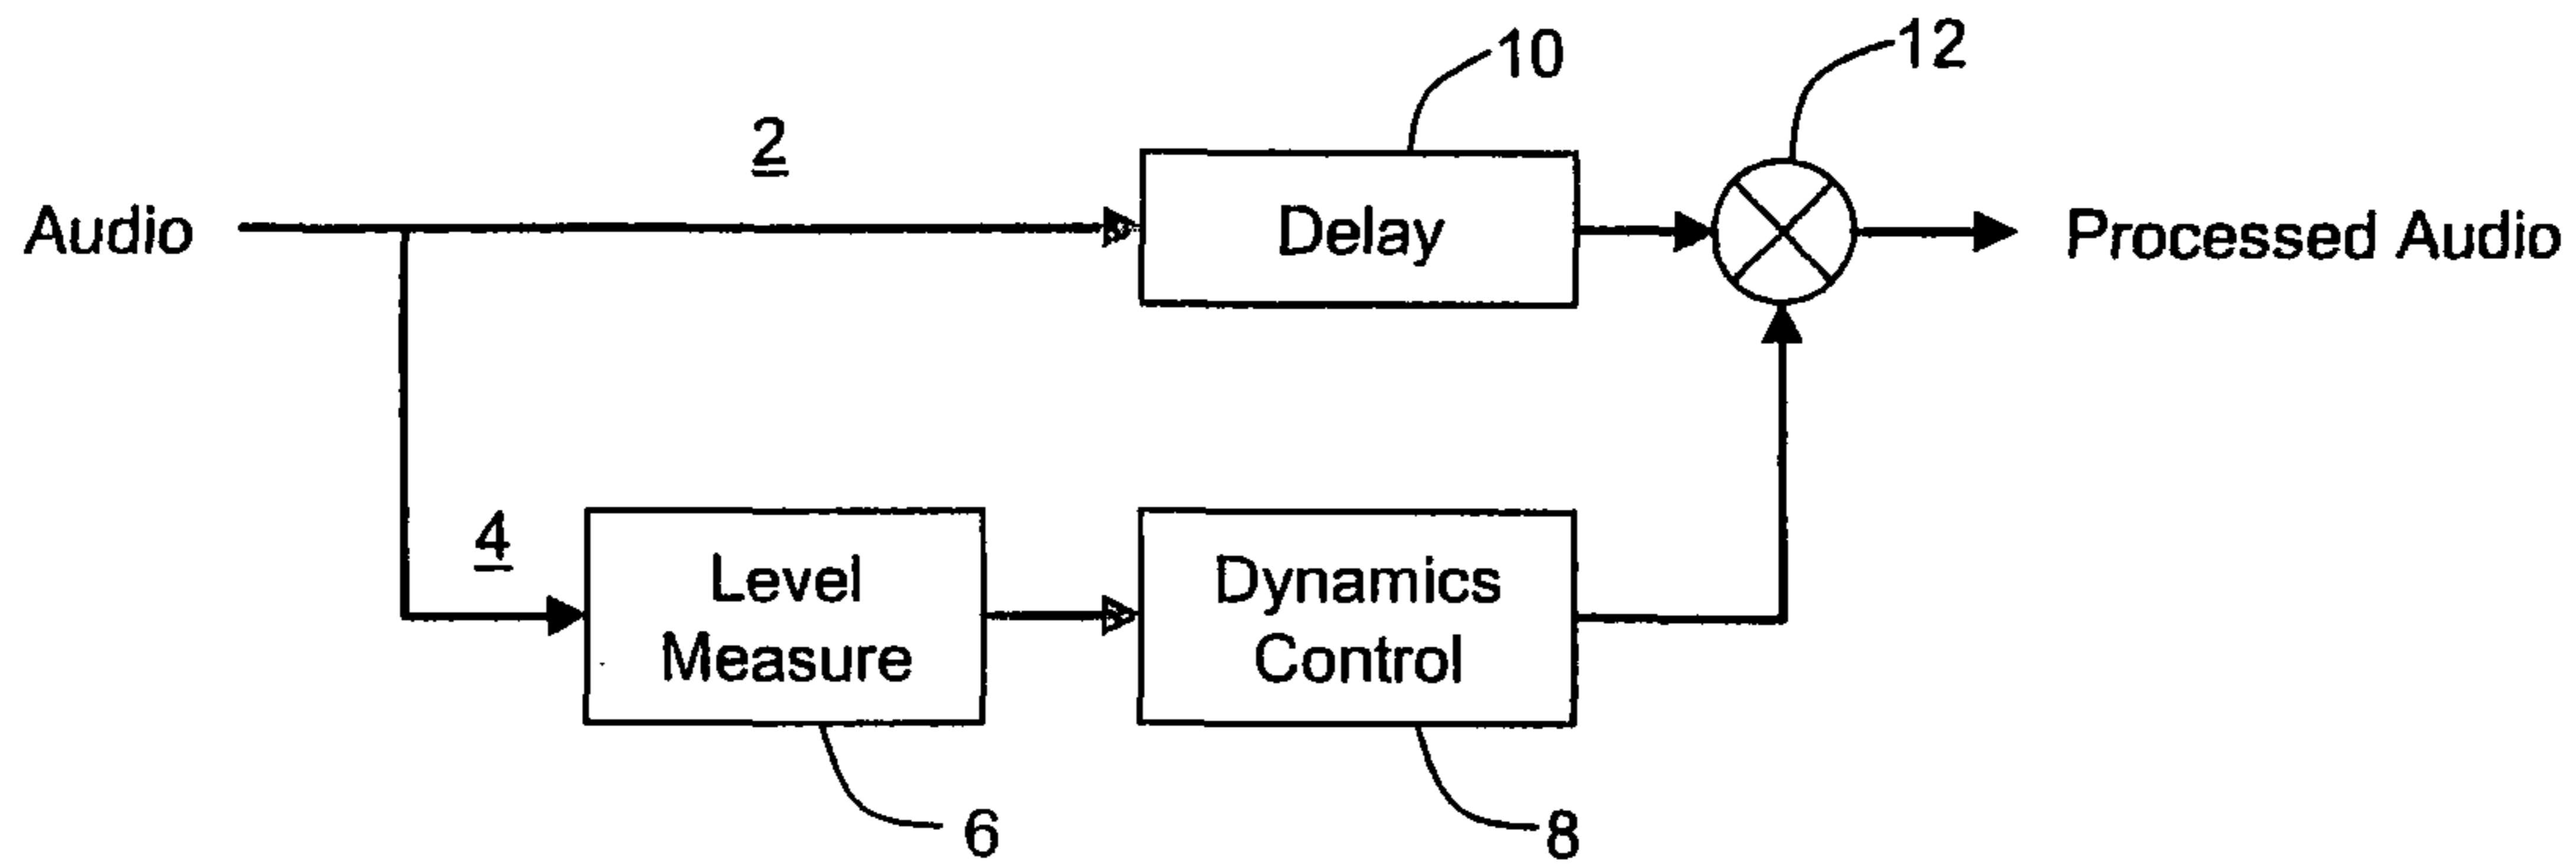 10
12
2
Audio
Delay
Processed Audio
4
Level
Measure
Dynamics
Control
6
8